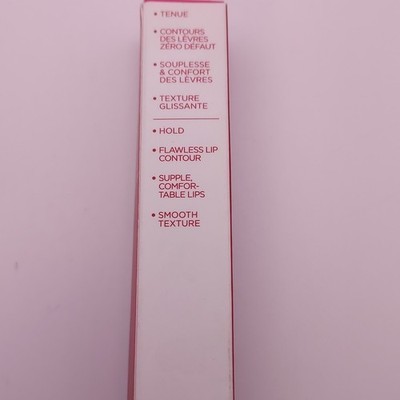 • TENUE
• CONTOURS
DES LÈVRES
ZÉRO DÉFAUT
• SOUPLESSE
& CONFORT
DES LÈVRES
• TEXTURE
GLISSANTE
• HOLD
• FLAWLESS LIP
CONTOUR
• SUPPLE,
COMFOR-
TABLE LIPS
• SMOOTH
TEXTURE